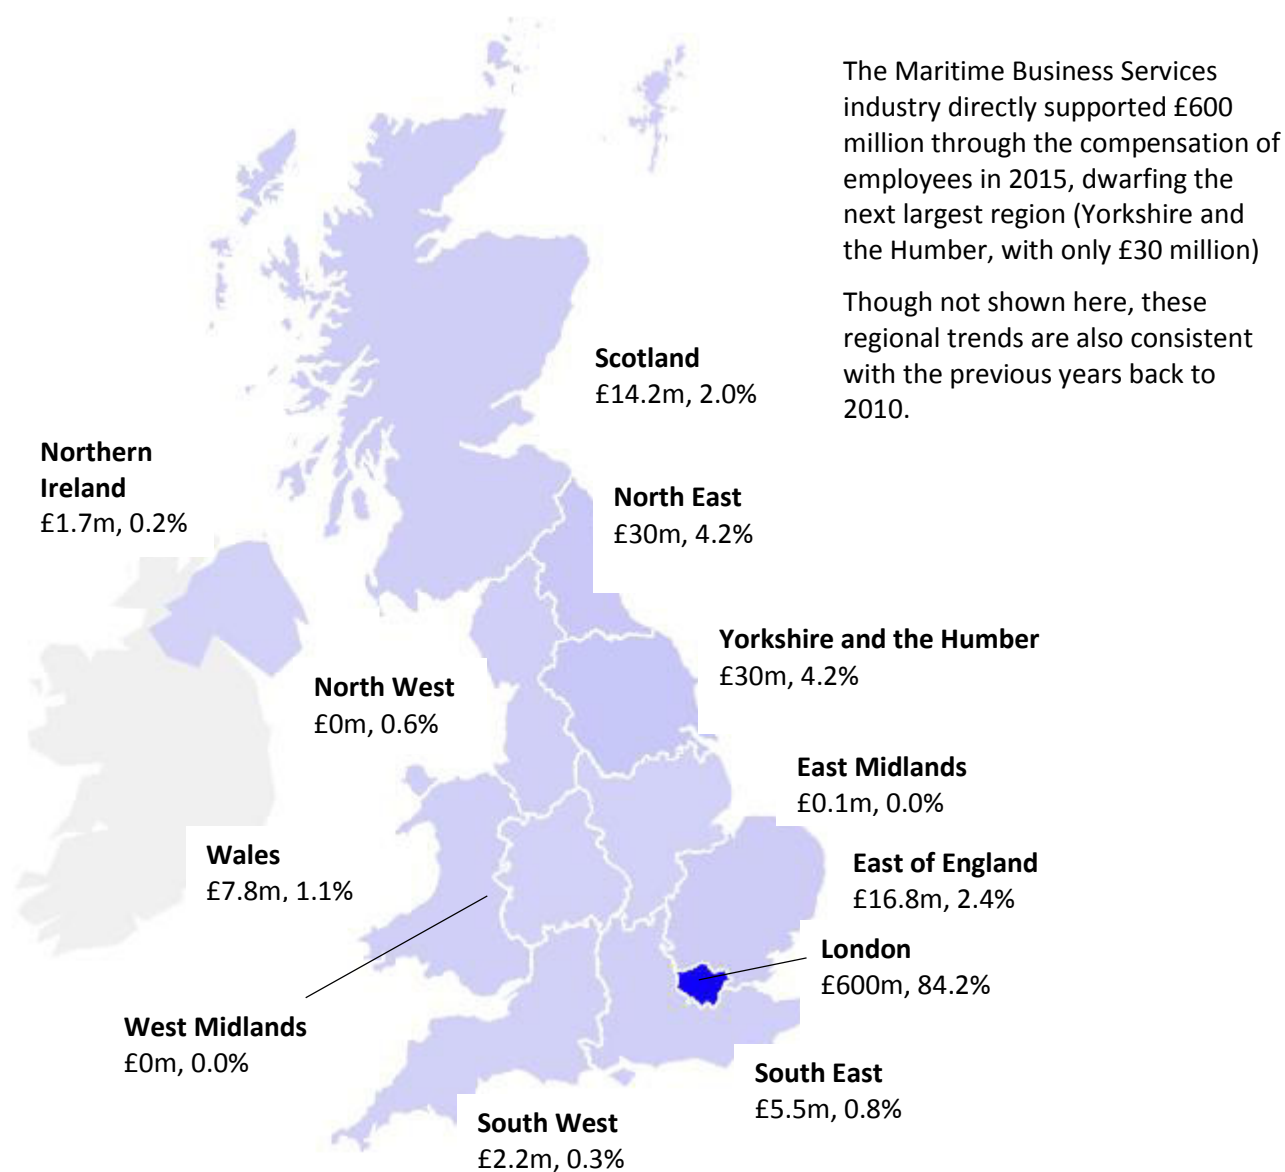 The Maritime Business Services
industry directly supported £600
million through the compensation of
employees in 2015, dwarfing the
next largest region (Yorkshire and
the Humber, with only £30 million)
Though not shown here, these
regional trends are also consistent
with the previous years back to
2010.
Scotland
£14.2m, 2.0%
Northern
Ireland
£1.7m, 0.2%
North East
£30m, 4.2%
Yorkshire and the Humber
£30m, 4.2%
North West
£0m, 0.6%
East Midlands
£0.1m, 0.0%
Wales
£7.8m, 1.1%
East of England
£16.8m, 2.4%
London
£600m, 84.2%
West Midlands
£0m, 0.0%
South East
£5.5m, 0.8%
South West
£2.2m, 0.3%